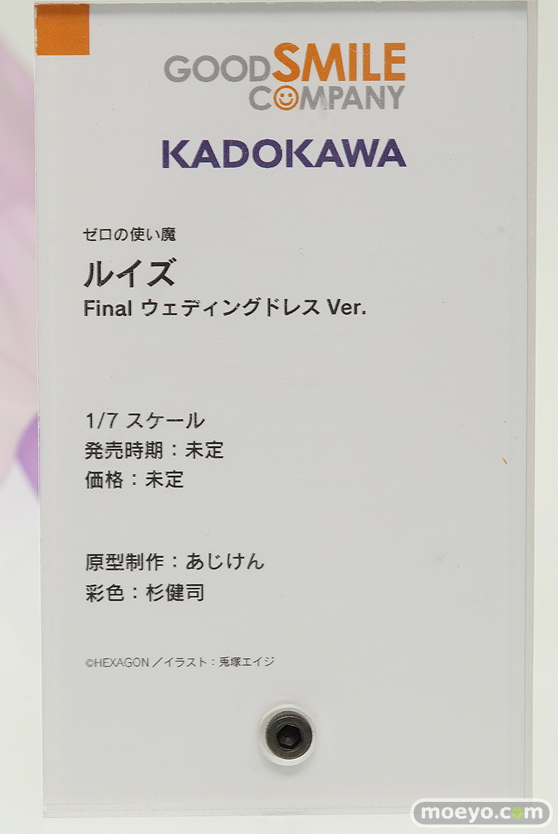 GOODSMILE
COMPANY
KADOKAWA
ゼロの使い魔
ルイズ
Final ウェディングドレス Ver.
1/7 スケール
発売時期：未定
価格：未定
原型制作：あじけん
彩色：杉健司
©HEXAGON／イラスト：兎塚エイジ
moeyo.com